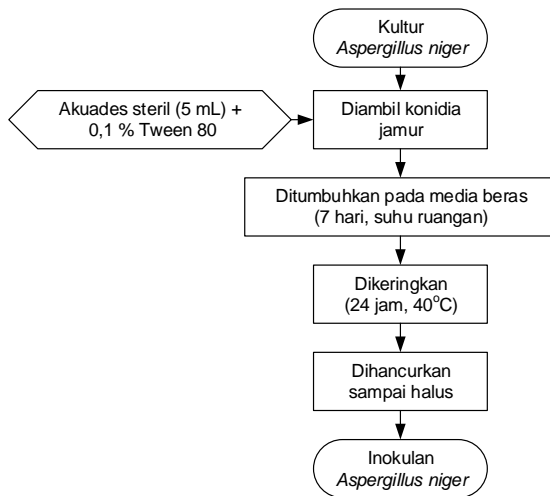 Kultur
Aspergillus niger
Akuades steril (5 mL) +
0,1 % Tween 80
Diambil konidia
jamur
Ditumbuhkan pada media beras
(7 hari, suhu ruangan)
Dikeringkan
(24 jam, 40°C)
Dihancurkan
sampai halus
Inokulan
Aspergillus niger